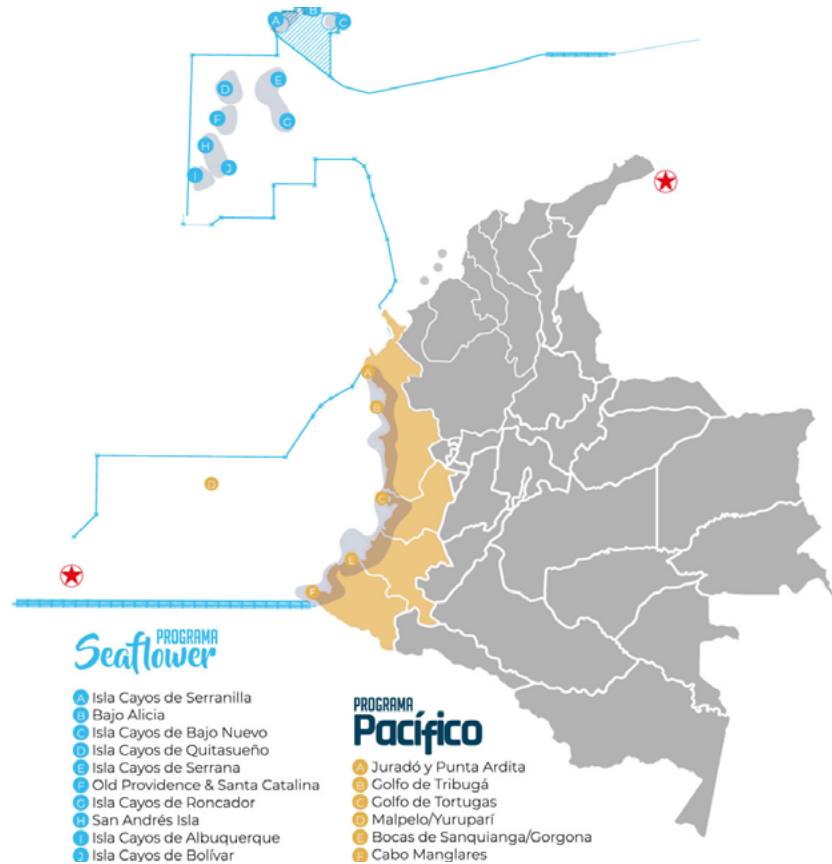 A
B
C
D
E
F
G
H
I
J
A
B
D
C
E
F
PROGRAMA
Seaflower
A Isla Cayos de Serranilla
B Bajo Alicia
C Isla Cayos de Bajo Nuevo
D Isla Cayos de Quitasueño
E Isla Cayos de Serrana
F Old Providence & Santa Catalina
G Isla Cayos de Roncador
H San Andrés Isla
I Isla Cayos de Albuquerque
J Isla Cayos de Bolívar
PROGRAMA
Pacífico
A Juradó y Punta Ardita
B Golfo de Tribugá
C Golfo de Tortugas
D Malpelo/Yuruparí
E Bocas de Sanquianga/Gorgona
F Cabo Manglares